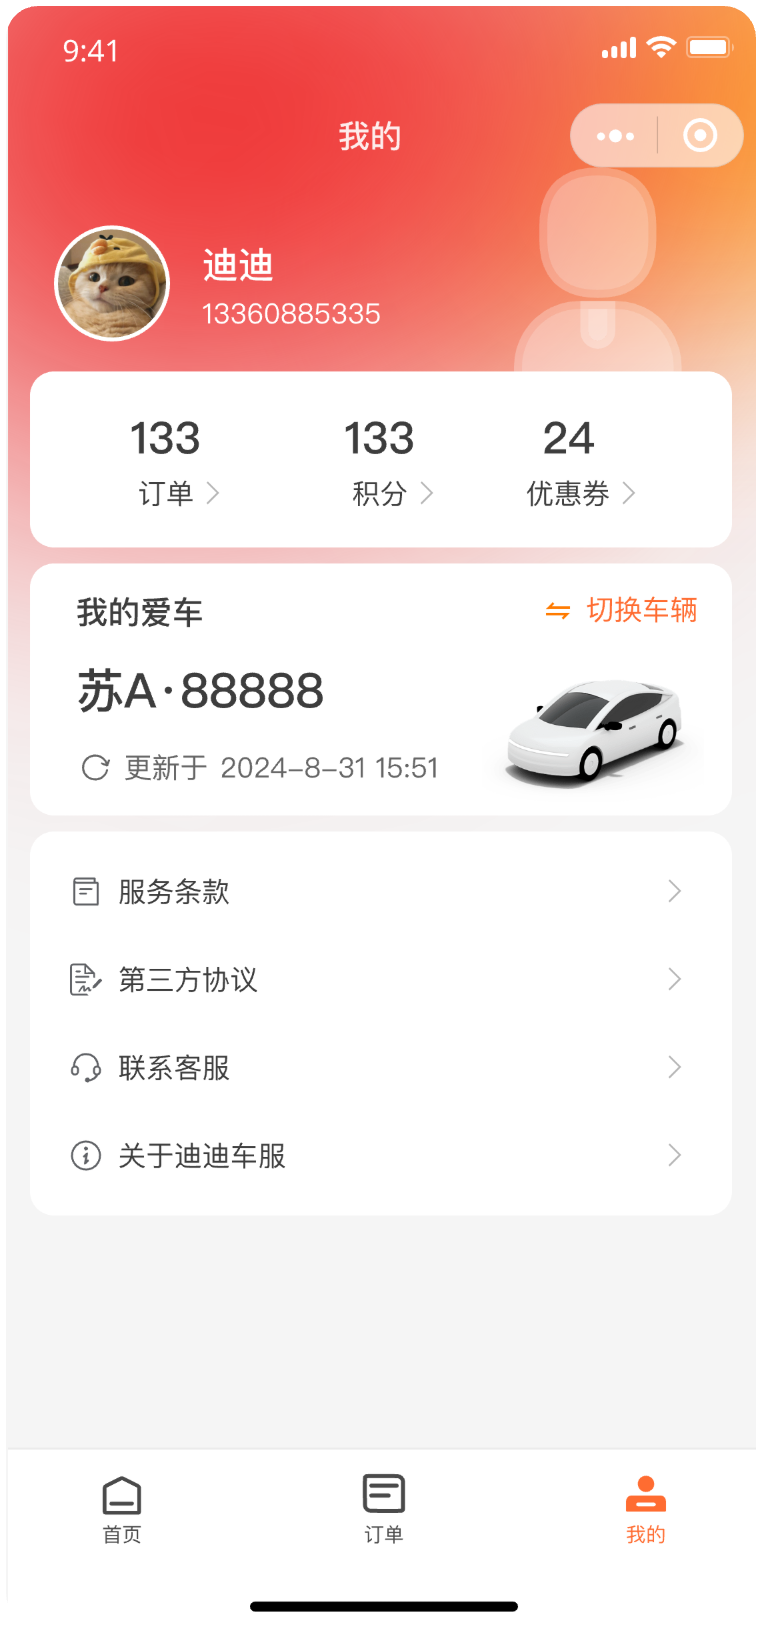 9:41
我的
迪迪
13360885335
133 133 24
订单 积分 优惠券
我的爱车 切换车辆
苏A·88888
更新于 2024-8-31 15:51
服务条款
第三方协议
联系客服
关于迪迪车服
首页 订单 我的